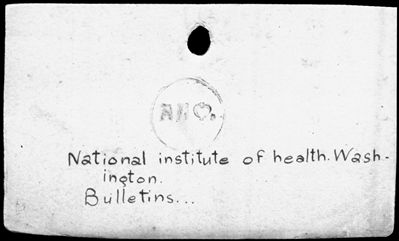 National institute of health. Wash-
ington.
Bulletins...